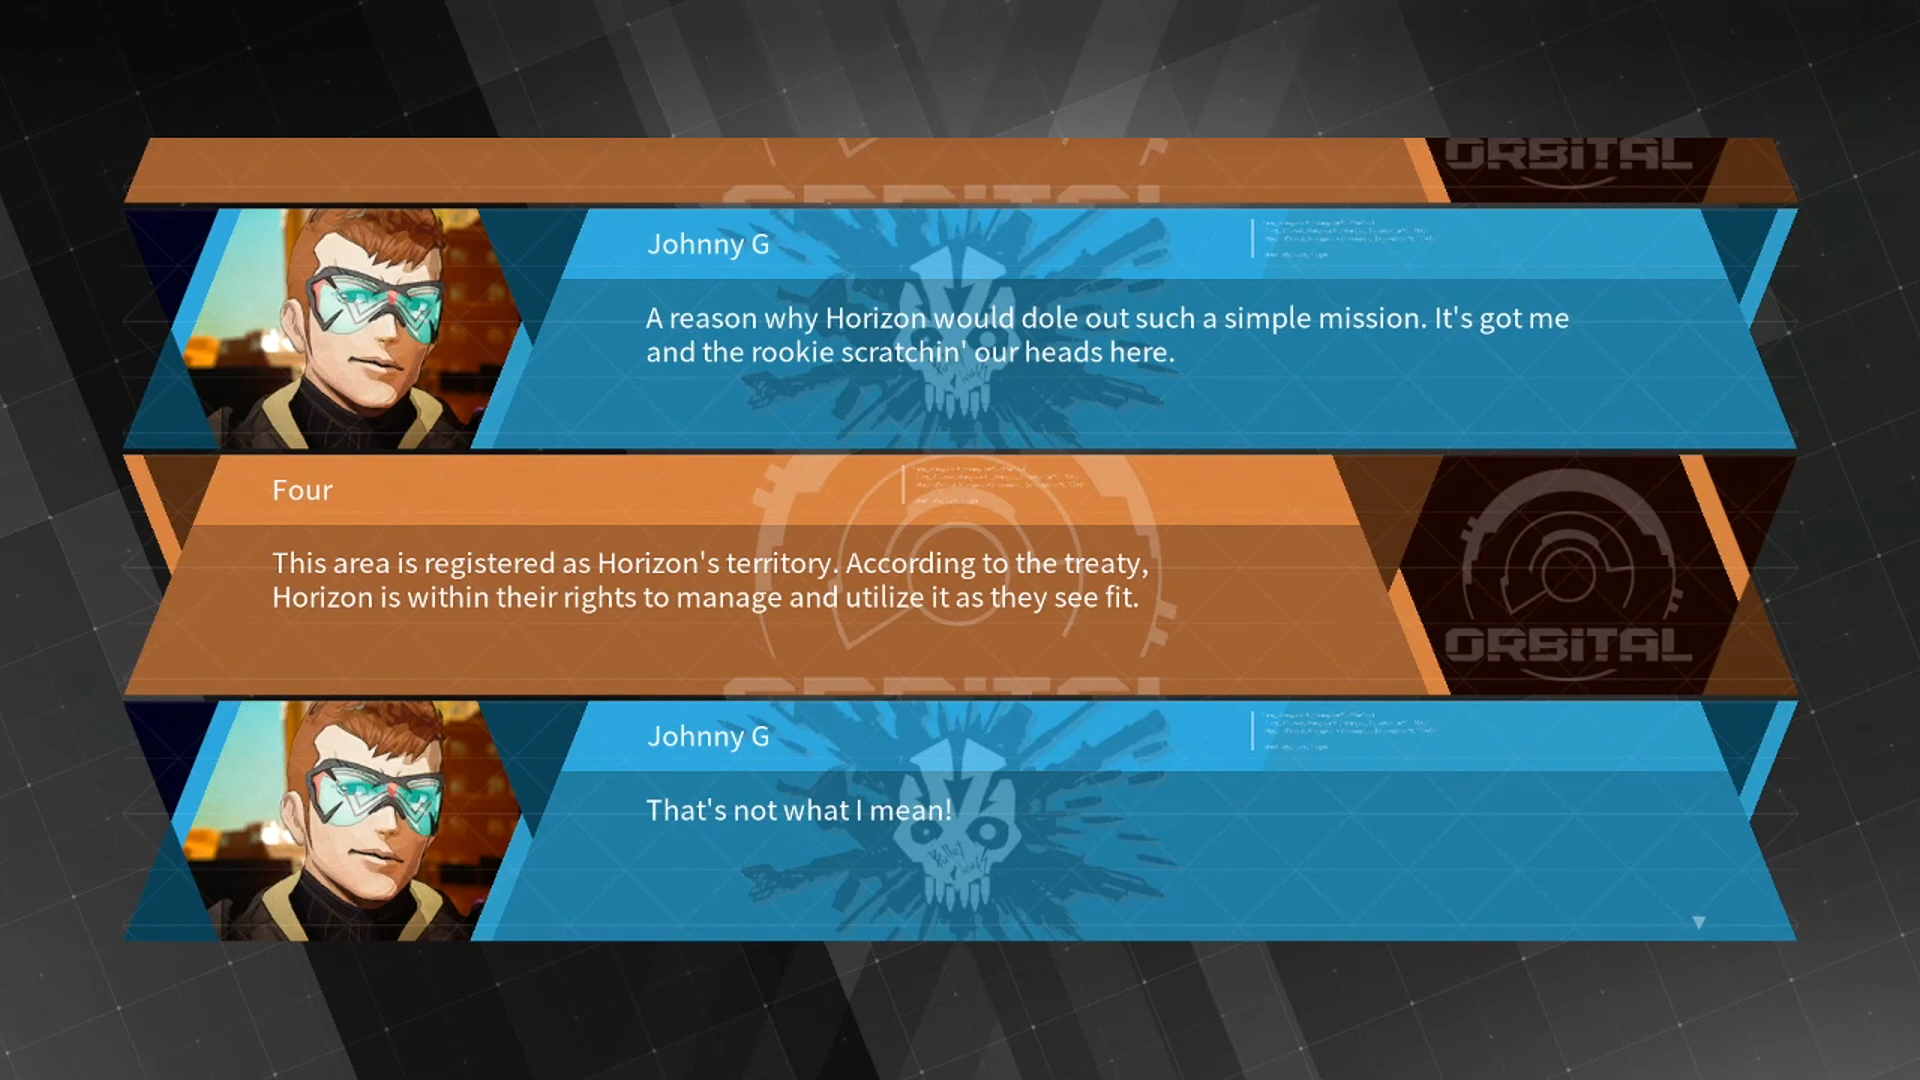 ORBITAL
Johnny G
A reason why Horizon would dole out such a simple mission. It's got me
and the rookie scratchin' our heads here.
Four
This area is registered as Horizon's territory. According to the treaty,
Horizon is within their rights to manage and utilize it as they see fit.
ORBITAL
Johnny G
That's not what I mean!
Bullet